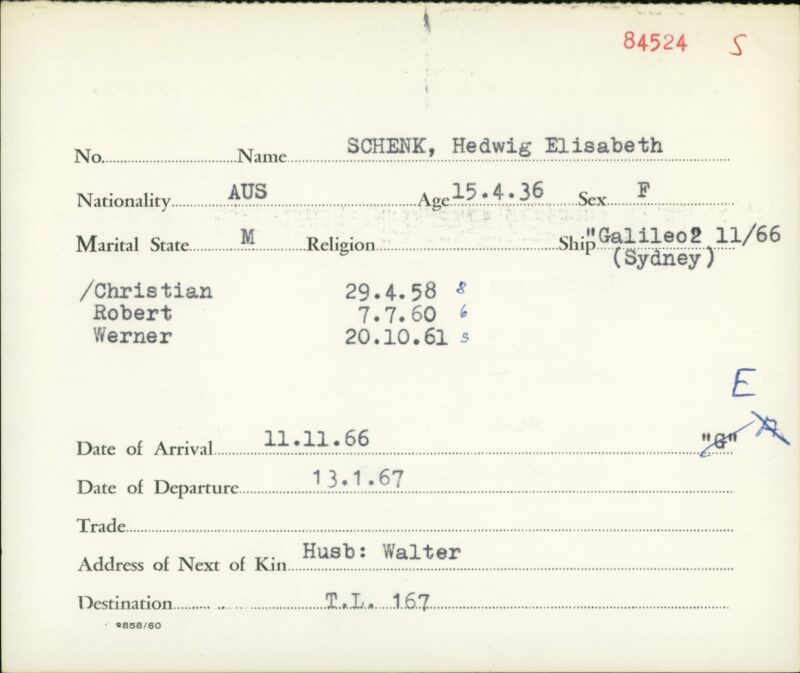 84524 S
No. Name SCHENK, Hedwig Elisabeth
Nationality AUS Age 15.4.36 Sex F
Marital State M Religion Ship "Galileo2 11/66
(Sydney)
/Christian 29.4.58 8
Robert 7.7.60 6
Werner 20.10.61 5
E
Date of Arrival 11.11.66 "G" A
Date of Departure 13.1.67
Trade
Address of Next of Kin Husb: Walter
Destination T.L. 167
9858/60